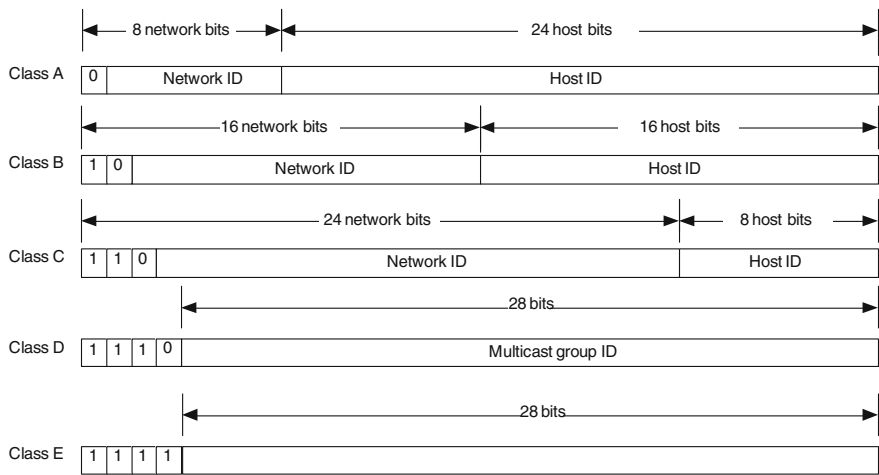 8 network bits 24 host bits
Class A 0 Network ID Host ID
16 network bits 16 host bits
Class B 1 0 Network ID Host ID
24 network bits 8 host bits
Class C 1 1 0 Network ID Host ID
28 bits
Class D 1 1 1 0 Multicast group ID
28 bits
Class E 1 1 1 1